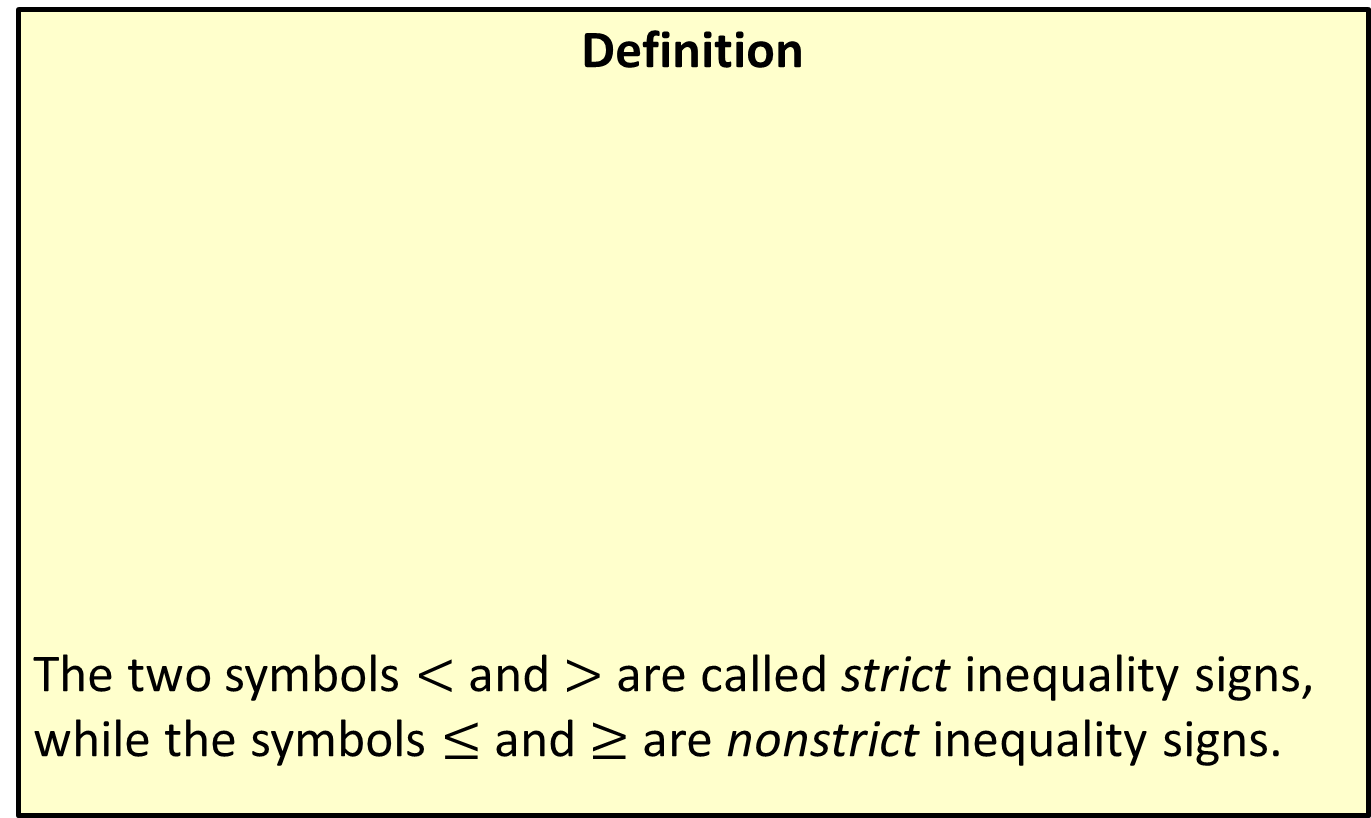 Definition
The two symbols < and > are called strict inequality signs,
while the symbols ≤ and ≥ are nonstrict inequality signs.